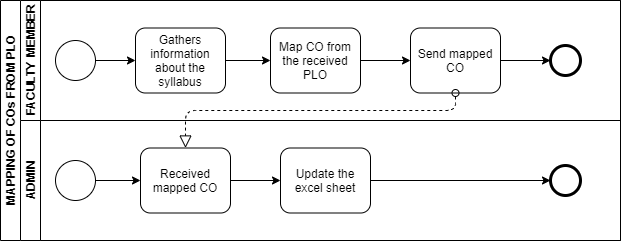 MAPPING OF COs FROM PLO
FACULTY MEMBER
Gathers
information
about the
syllabus
Map CO from
the received
PLO
Send mapped
CO
ADMIN
Received
mapped CO
Update the
excel sheet